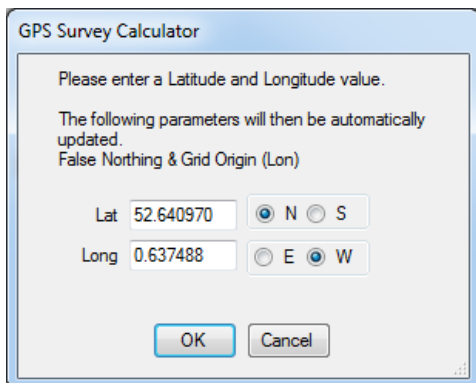 GPS Survey Calculator
Please enter a Latitude and Longitude value.
The following parameters will then be automatically
updated.
False Northing & Grid Origin (Lon)
Lat 52.640970 N S
Long 0.637488 E W
OK Cancel